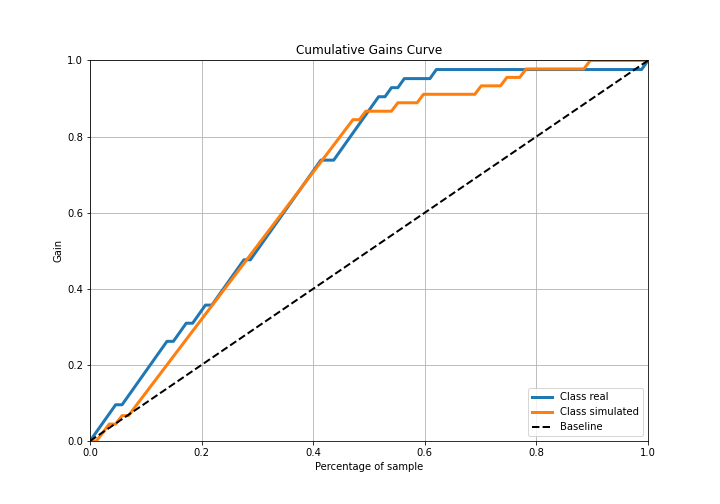 Cumulative Gains Curve
1.0
0.8
0.6
0.4
0.2
0.0
Gain
0.0 0.2 0.4 0.6 0.8 1.0
Percentage of sample
Class real
Class simulated
Baseline